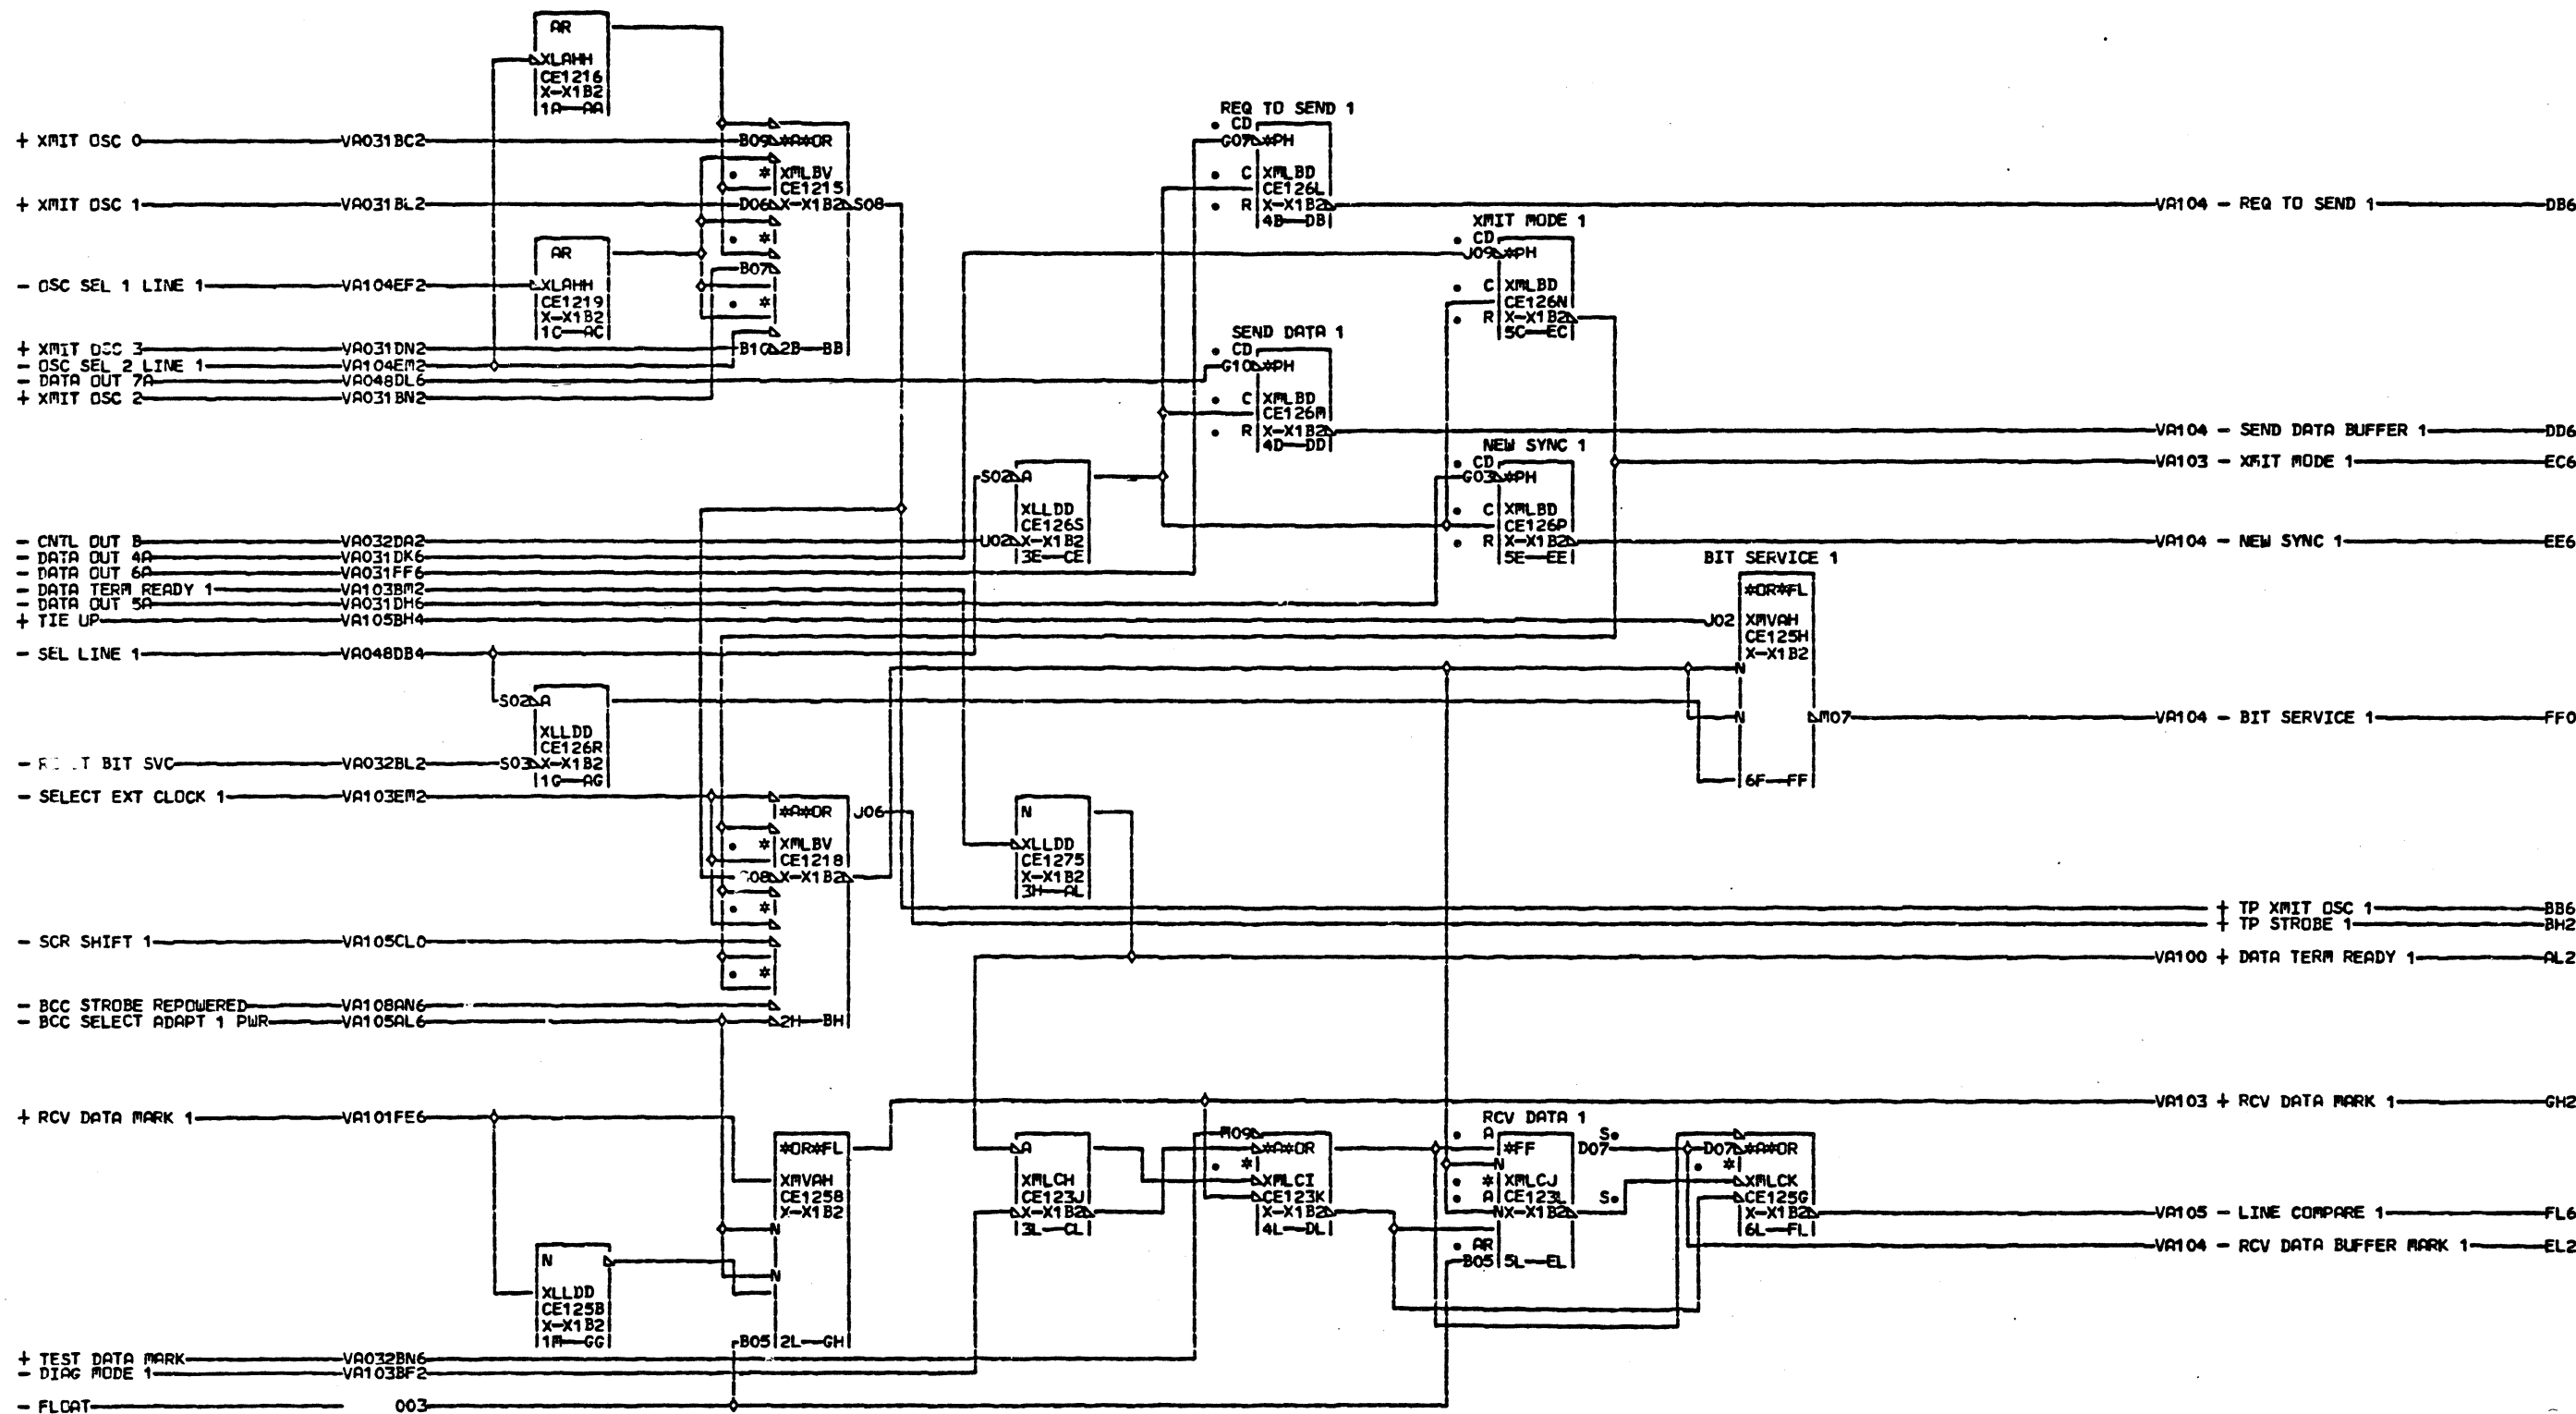 AR
XLAHH
CE1216
X-X1B2
1A—AA
+ XMIT OSC 0 VA031BC2 B09 *A*OR
* XMLBV
CE1215
+ XMIT OSC 1 VA031BL2 D06 X-X1B2 S08
*
B07
*
B10 2B—BB
AR
- OSC SEL 1 LINE 1 VA104EF2 XLAHH
CE1219
X-X1B2
1C—AC
+ XMIT OSC 3 VA031DN2
- OSC SEL 2 LINE 1 VA104EM2
- DATA OUT 7A VA048DL6
+ XMIT OSC 2 VA031BN2
REQ TO SEND 1
CD
G07 *PH
C XMLBD
CE126L
R X-X1B2
4B—DB
VA104 - REQ TO SEND 1 DB6
XMIT MODE 1
CD
J09 *PH
C XMLBD
CE126N
R X-X1B2
5C—EC
SEND DATA 1
CD
G10 *PH
C XMLBD
CE126M
R X-X1B2
4D—DD
VA104 - SEND DATA BUFFER 1 DD6
VA103 - XMIT MODE 1 EC6
NEW SYNC 1
CD
G03 *PH
C XMLBD
CE126P
R X-X1B2
5E—EE
VA104 - NEW SYNC 1 EE6
S02 A
XLLDD
CE126S
U02 X-X1B2
3E—CE
- CNTL OUT B VA032DA2
- DATA OUT 4A VA031DK6
- DATA OUT 6A VA031FF6
- DATA TERM READY 1 VA103BM2
- DATA OUT 5A VA031DH6
+ TIE UP VA105BH4
- SEL LINE 1 VA048DB4
BIT SERVICE 1
*OR*FL
J02 XMVAH
CE125H
X-X1B2
N
N M07
6F—FF
VA104 - BIT SERVICE 1 FF0
S02 A
XLLDD
CE126R
S03 X-X1B2
1G—AG
BIT SVC VA032BL2
- SELECT EXT CLOCK 1 VA103EM2
*A*OR J06
* XMLBV
CE1218
X-X1B2
*
*
2H—BH
N
XLLDD
CE1275
X-X1B2
3H—AL
+ TP XMIT OSC 1 BB6
+ TP STROBE 1 BH2
- SCR SHIFT 1 VA105CL0
VA100 + DATA TERM READY 1 AL2
- BCC STROBE REPOWERED VA108AN6
- BCC SELECT ADAPT 1 PWR VA105AL6
+ RCV DATA MARK 1 VA101FE6
VA103 + RCV DATA MARK 1 GH2
*OR*FL
XMVAH
CE1258
X-X1B2
N
N
B05 2L—GH
N
XLLDD
CE125B
X-X1B2
1M—GG
A
XMLCH
CE123J
X-X1B2
3L—CL
M09
*A*OR
*
XMLCI
CE123K
X-X1B2
4L—DL
RCV DATA 1
A S
*FF D07
N
* XMLCJ
A CE123L S
N X-X1B2
AR
B05 5L—EL
D07 *A*OR
*
XMLCK
CE125G
X-X1B2
6L—FL
VA105 - LINE COMPARE 1 FL6
VA104 - RCV DATA BUFFER MARK 1 EL2
+ TEST DATA MARK VA032BN6
- DIAG MODE 1 VA103BF2
- FLOAT 003